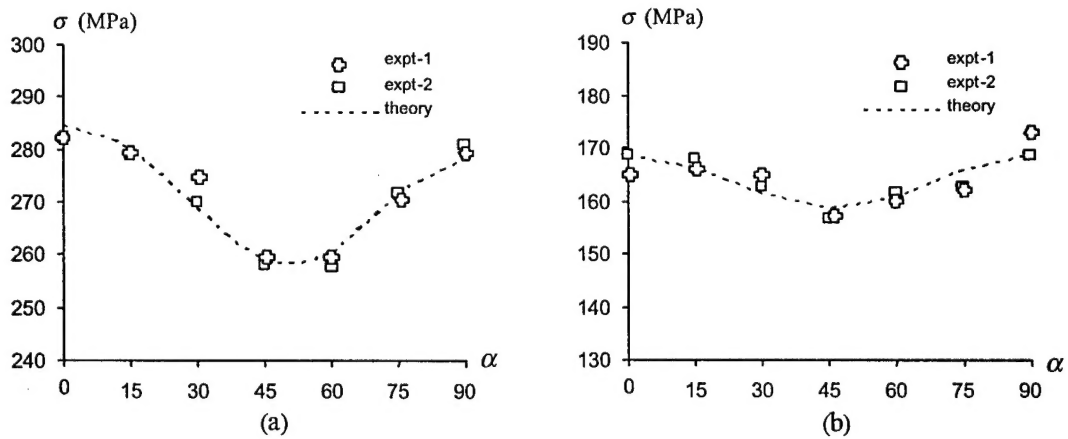 σ (MPa)
300
290
280
270
260
250
240
0 15 30 45 60 75 90 α
expt-1
expt-2
theory
(a)
σ (MPa)
190
180
170
160
150
140
130
0 15 30 45 60 75 90 α
expt-1
expt-2
theory
(b)